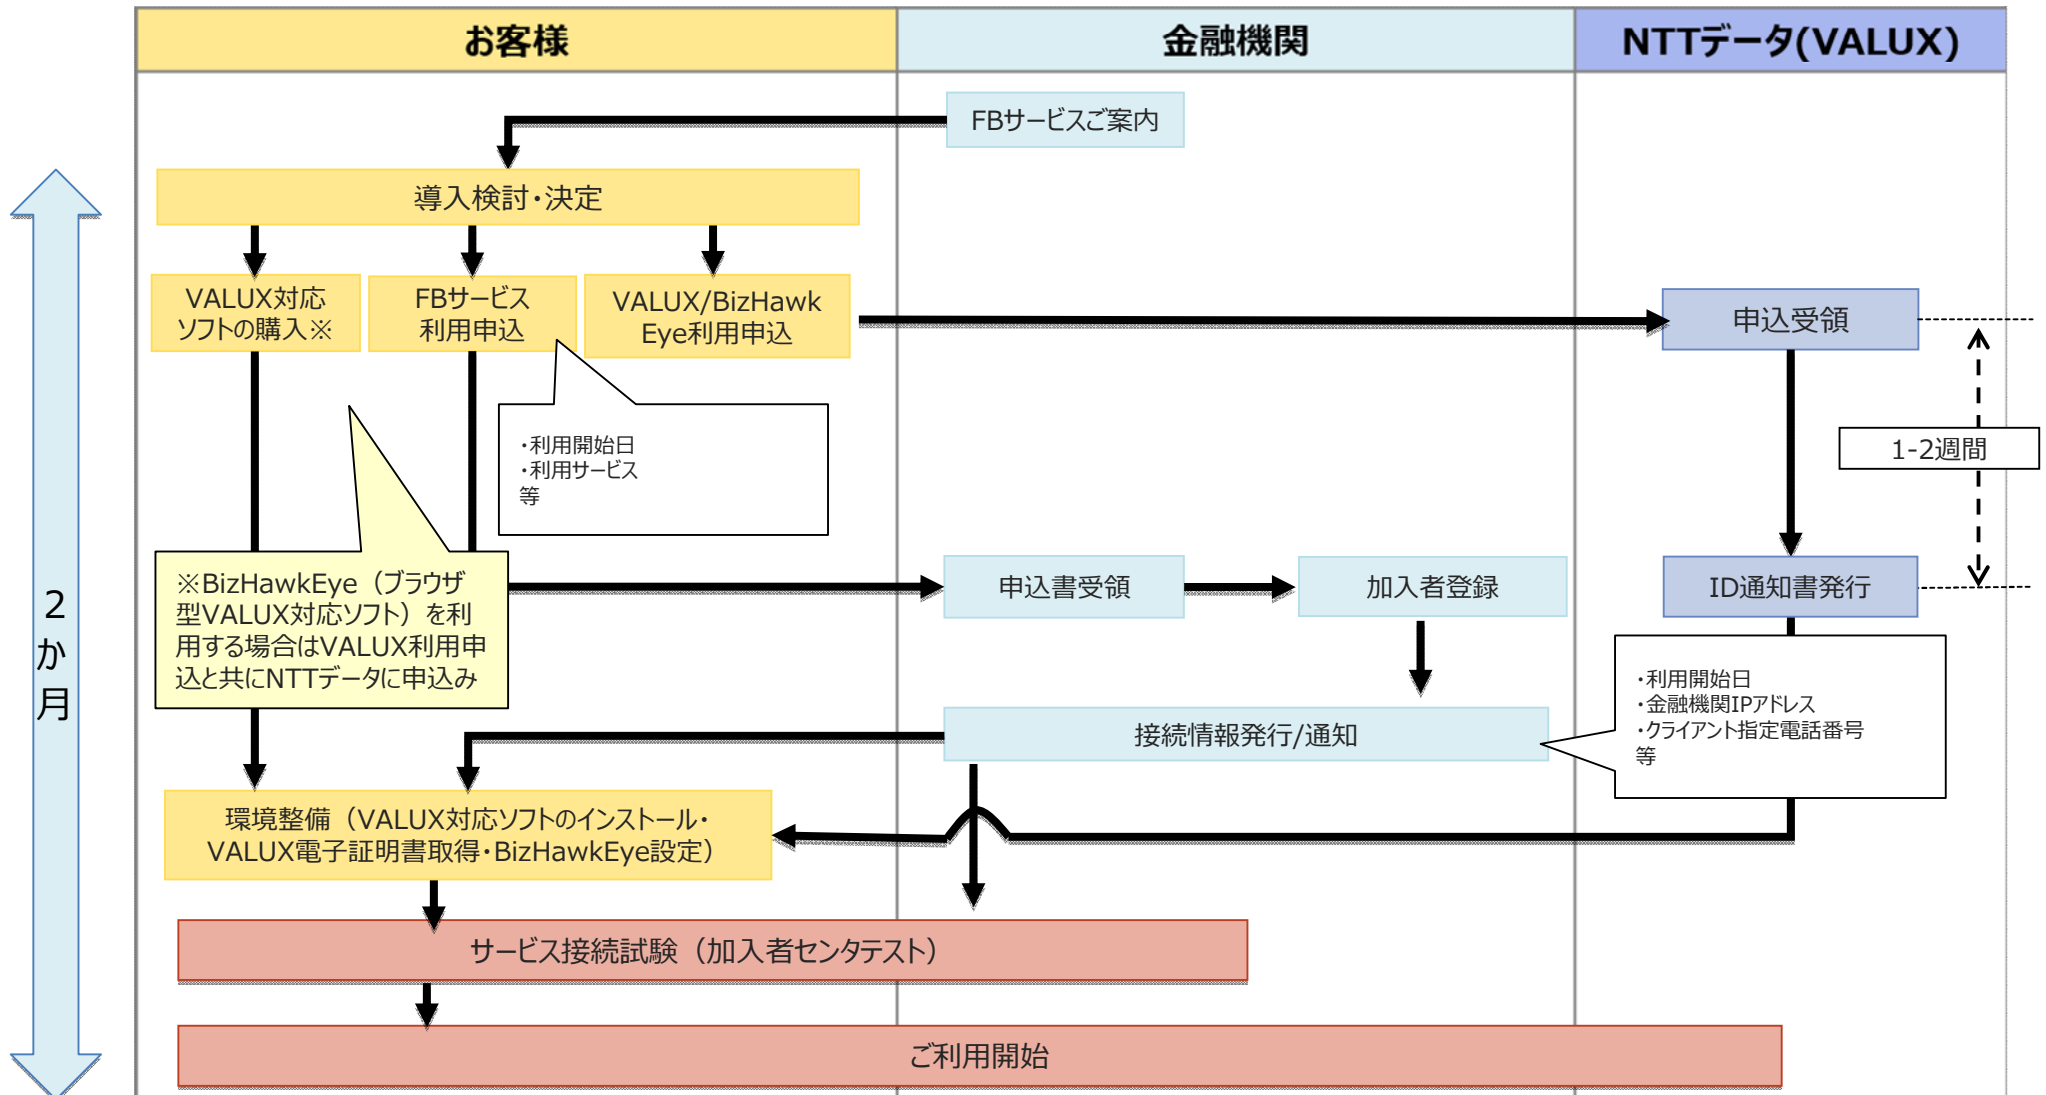 お客様
金融機関
NTTデータ(VALUX)
FBサービスご案内
導入検討・決定
VALUX対応
ソフトの購入※
FBサービス
利用申込
VALUX/BizHawk
Eye利用申込
申込受領
・利用開始日
・利用サービス
等
1-2週間
※BizHawkEye（ブラウザ
型VALUX対応ソフト）を利
用する場合はVALUX利用申
込と共にNTTデータに申込み
申込書受領
加入者登録
ID通知書発行
2
か
月
・利用開始日
・金融機関IPアドレス
・クライアント指定電話番号
等
接続情報発行/通知
環境整備（VALUX対応ソフトのインストール・
VALUX電子証明書取得・BizHawkEye設定）
サービス接続試験（加入者センタテスト）
ご利用開始